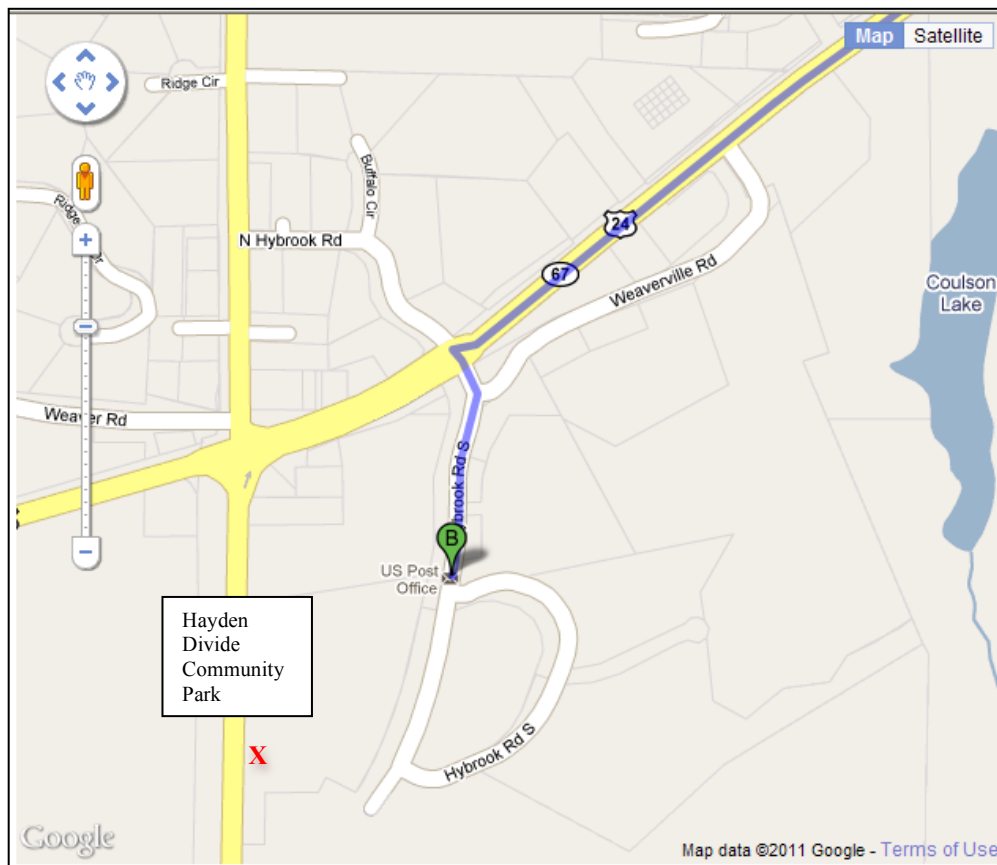 Map
Satellite
Ridge Cir
Ridge
Buffalo Cir
N Hybrook Rd
24
67
Weaverville Rd
Coulson
Lake
Weaver Rd
brook Rd S
B
US Post
Office
Hayden
Divide
Community
Park
X
Hybrook Rd S
Google
Map data ©2011 Google - Terms of Use